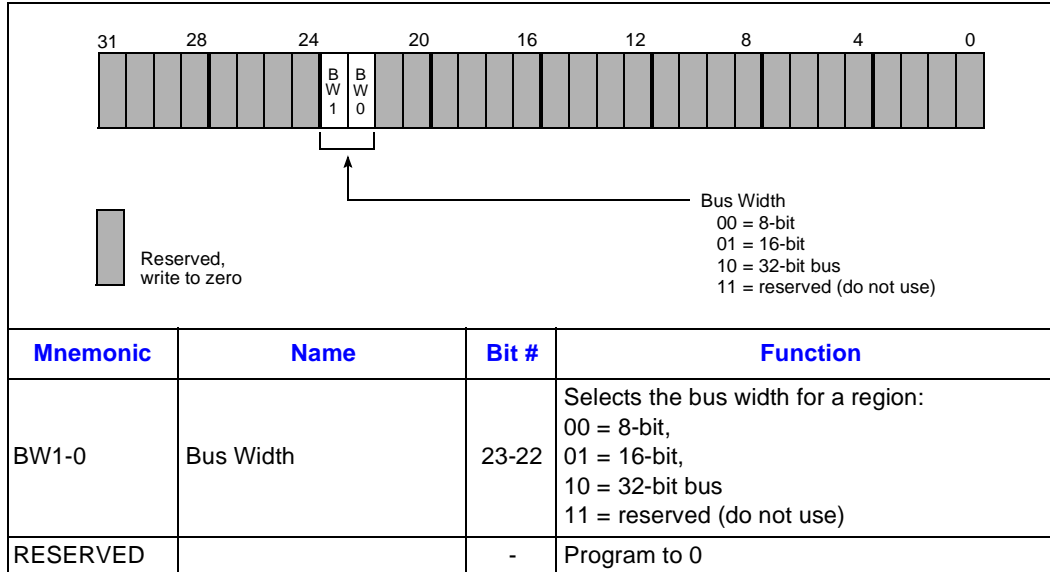 31 28 24 20 16 12 8 4 0
B B
W W
1 0
Bus Width
00 = 8-bit
01 = 16-bit
10 = 32-bit bus
11 = reserved (do not use)
Reserved,
write to zero
Mnemonic Name Bit # Function
BW1-0 Bus Width 23-22 Selects the bus width for a region:
00 = 8-bit,
01 = 16-bit,
10 = 32-bit bus
11 = reserved (do not use)
RESERVED - Program to 0